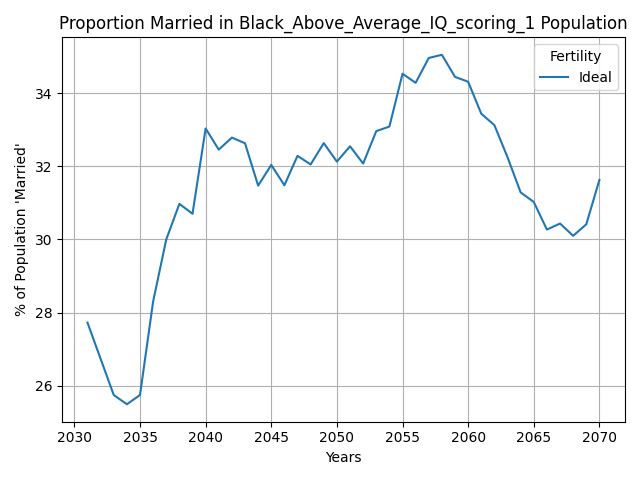 Proportion Married in Black_Above_Average_IQ_scoring_1 Population
Fertility
Ideal
% of Population 'Married'
34
32
30
28
26
2030 2035 2040 2045 2050 2055 2060 2065 2070
Years